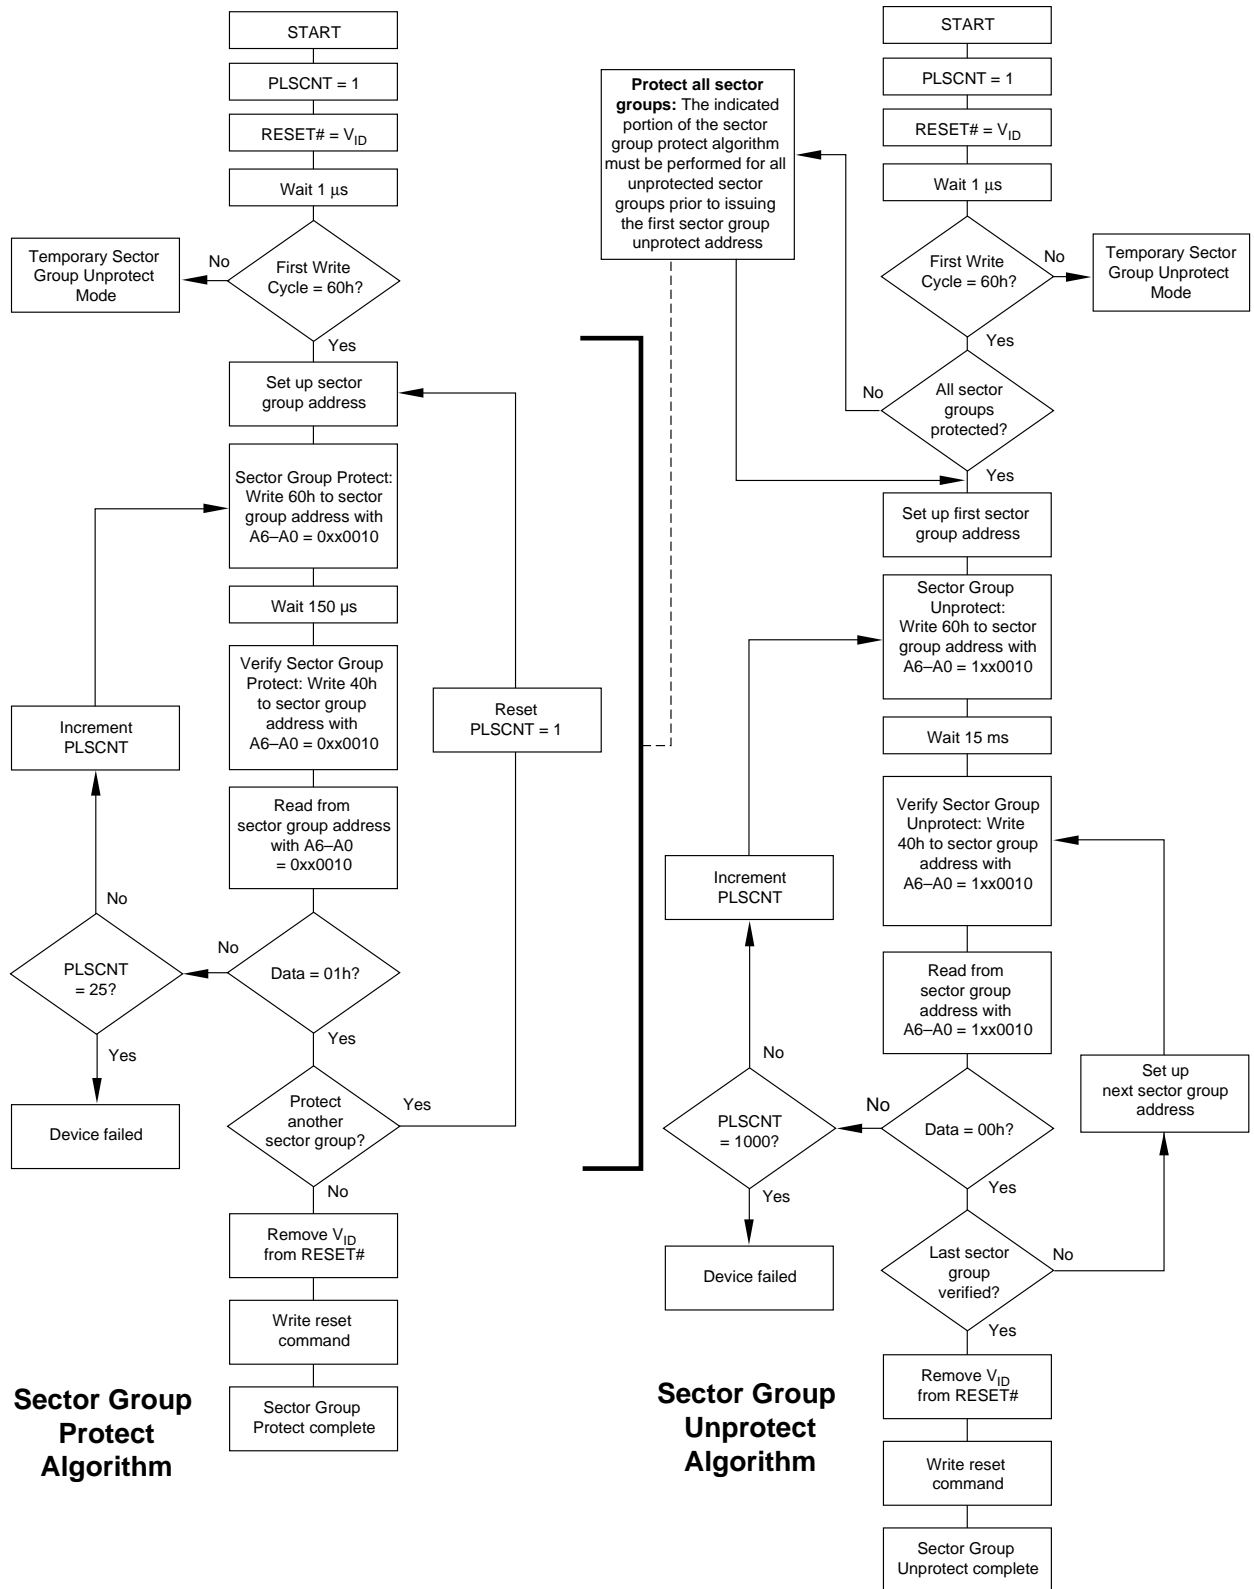 START
PLSCNT = 1
RESET# = VID
Wait 1 μs
First Write
Cycle = 60h?
No
Temporary Sector
Group Unprotect
Mode
Yes
Set up sector
group address
Sector Group Protect:
Write 60h to sector
group address with
A6–A0 = 0xx0010
Wait 150 μs
Verify Sector Group
Protect: Write 40h
to sector group
address with
A6–A0 = 0xx0010
Read from
sector group address
with A6–A0
= 0xx0010
Data = 01h?
No
PLSCNT
= 25?
No
Increment
PLSCNT
Yes
Device failed
Yes
Protect
another
sector group?
Yes
Reset
PLSCNT = 1
No
Remove VID
from RESET#
Write reset
command
Sector Group
Protect complete
Sector Group
Protect
Algorithm
Protect all sector
groups: The indicated
portion of the sector
group protect algorithm
must be performed for all
unprotected sector
groups prior to issuing
the first sector group
unprotect address
START
PLSCNT = 1
RESET# = VID
Wait 1 μs
First Write
Cycle = 60h?
No
Temporary Sector
Group Unprotect
Mode
Yes
All sector
groups
protected?
No
Yes
Set up first sector
group address
Sector Group
Unprotect:
Write 60h to sector
group address with
A6–A0 = 1xx0010
Wait 15 ms
Verify Sector Group
Unprotect: Write
40h to sector group
address with
A6–A0 = 1xx0010
Read from
sector group
address with
A6–A0 = 1xx0010
Data = 00h?
No
PLSCNT
= 1000?
No
Increment
PLSCNT
Yes
Device failed
Yes
Last sector
group
verified?
No
Set up
next sector group
address
Yes
Remove VID
from RESET#
Write reset
command
Sector Group
Unprotect complete
Sector Group
Unprotect
Algorithm